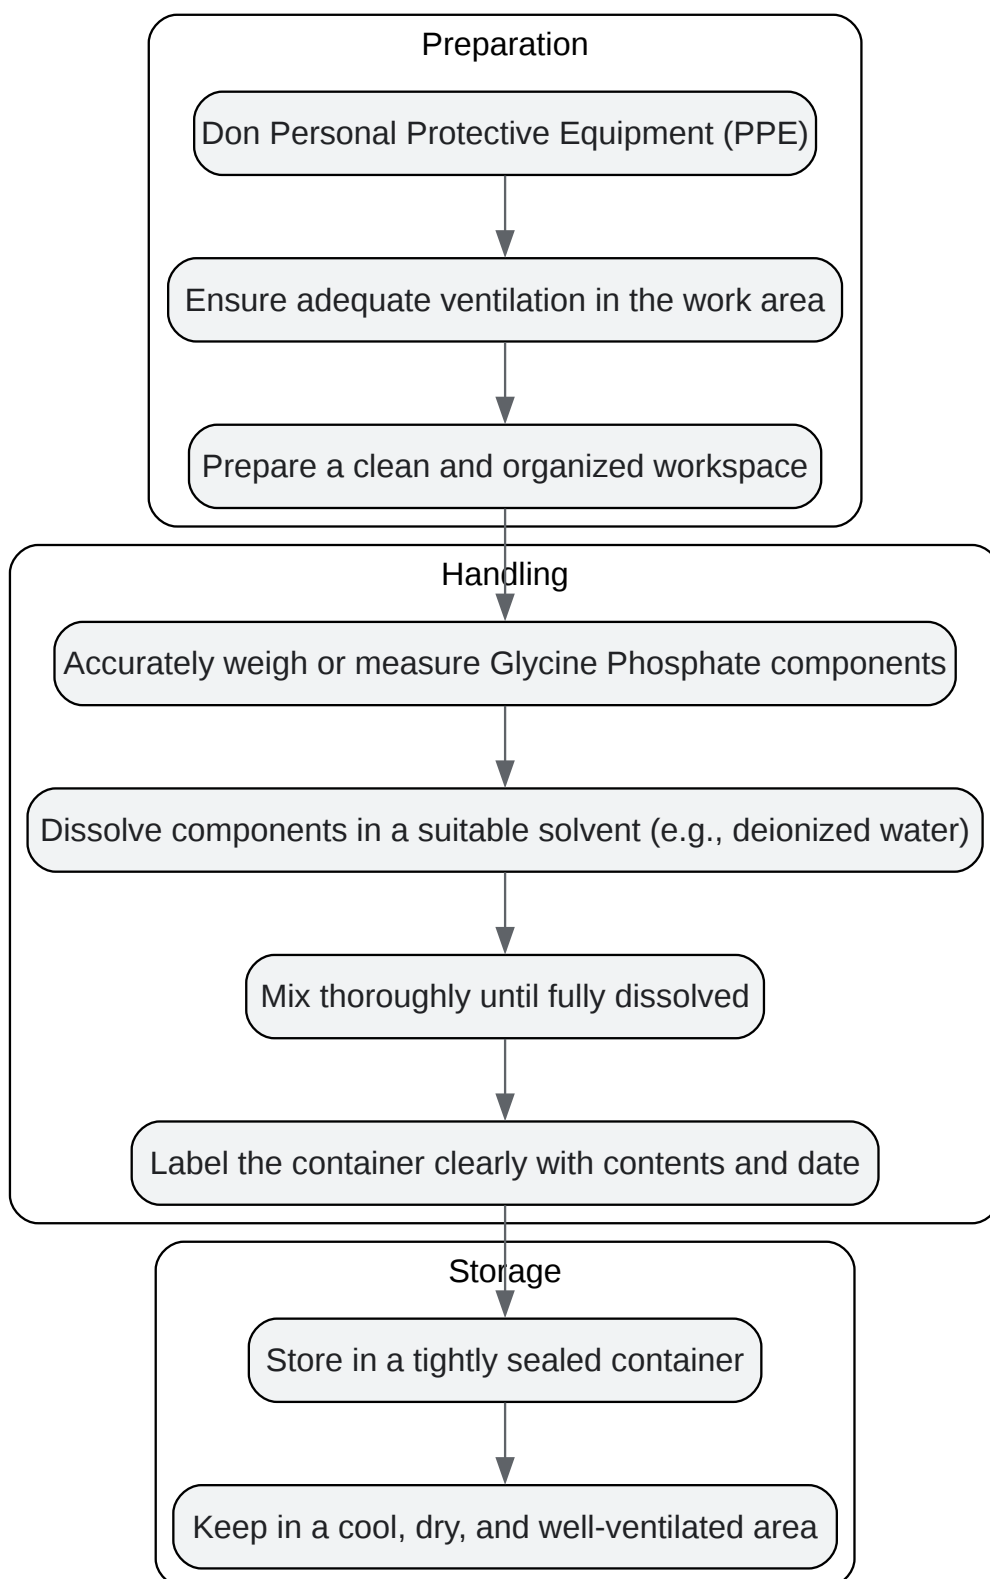 Preparation
Don Personal Protective Equipment (PPE)
Ensure adequate ventilation in the work area
Prepare a clean and organized workspace
Handling
Accurately weigh or measure Glycine Phosphate components
Dissolve components in a suitable solvent (e.g., deionized water)
Mix thoroughly until fully dissolved
Label the container clearly with contents and date
Storage
Store in a tightly sealed container
Keep in a cool, dry, and well-ventilated area